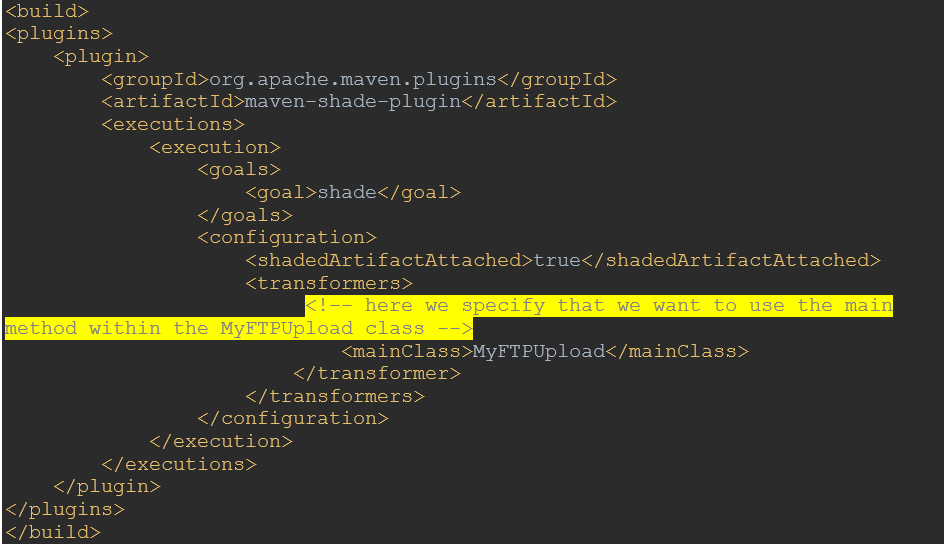 <build>
<plugins>
    <plugin>
        <groupId>org.apache.maven.plugins</groupId>
        <artifactId>maven-shade-plugin</artifactId>
        <executions>
            <execution>
                <goals>
                    <goal>shade</goal>
                </goals>
                <configuration>
                    <shadedArtifactAttached>true</shadedArtifactAttached>
                    <transformers>
                         <!-- here we specify that we want to use the main
method within the MyFTPUpload class -->
                            <mainClass>MyFTPUpload</mainClass>
                        </transformer>
                    </transformers>
                </configuration>
            </execution>
        </executions>
    </plugin>
</plugins>
</build>